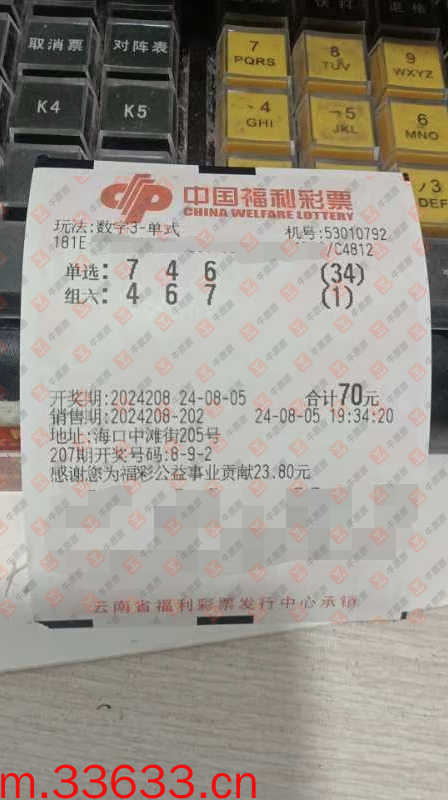 取消票
对阵表
7
PQRS
8
TUV
9
WXYZ
K4
K5
4
GHI
5
JKL
6
MNO
3
DEF
中国福利彩票
CHINA WELFARE LOTTERY
玩法:数字3-单式 机号:53010792
181E /C4812
单选: 7 4 6 (34)
组六: 4 6 7 (1)
开奖期:2024208 24-08-05 合计70元
销售期:2024208-202 24-08-05 19:34:20
地址:海口中滩街205号
207期开奖号码:8-9-2
感谢您为福彩公益事业贡献23.80元
云南省福利彩票发行中心承销
m.33633.cn